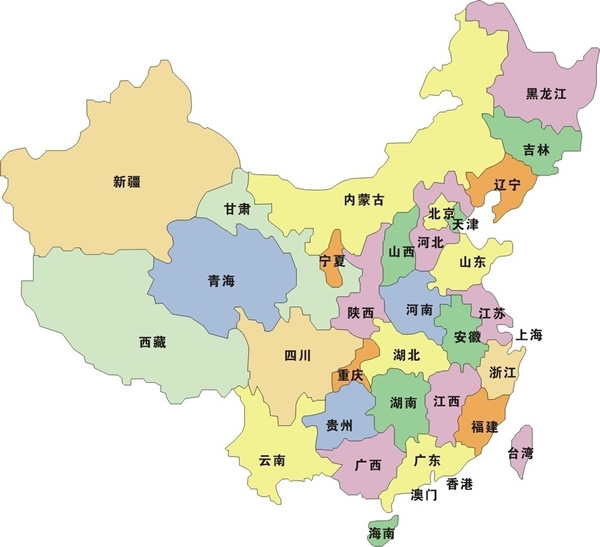 黑龙江
吉林
辽宁
新疆
内蒙古
甘肃
北京
天津
河北
山西
宁夏
山东
青海
陕西
河南
江苏
西藏
安徽
上海
四川
湖北
重庆
浙江
湖南
江西
贵州
福建
云南
广西
广东
台湾
香港
澳门
海南